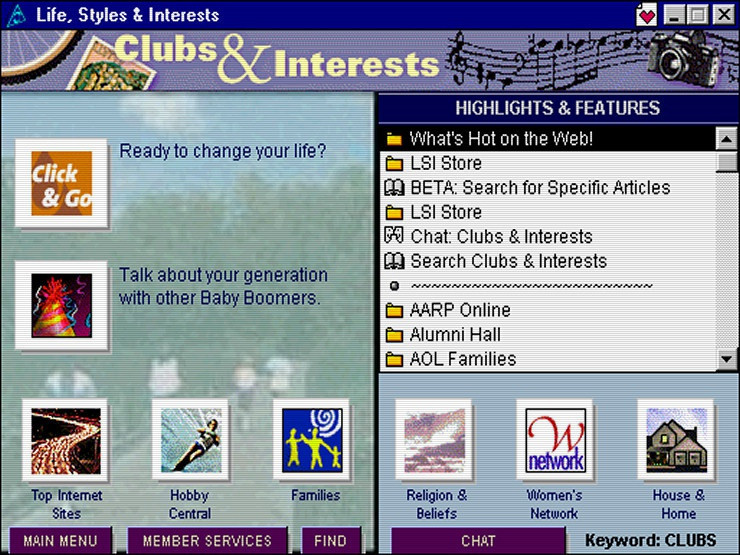 Life, Styles & Interests
Clubs & Interests
HIGHLIGHTS & FEATURES
Click
& Go
Ready to change your life?
Talk about your generation
with other Baby Boomers.
What's Hot on the Web!
LSI Store
BETA: Search for Specific Articles
LSI Store
Chat: Clubs & Interests
Search Clubs & Interests
~~~~~~~~~~~~~~~~~~~~~~~~
AARP Online
Alumni Hall
AOL Families
Top Internet
Sites
Hobby
Central
Families
Religion &
Beliefs
W
network
Women's
Network
House &
Home
MAIN MENU
MEMBER SERVICES
FIND
CHAT
Keyword: CLUBS